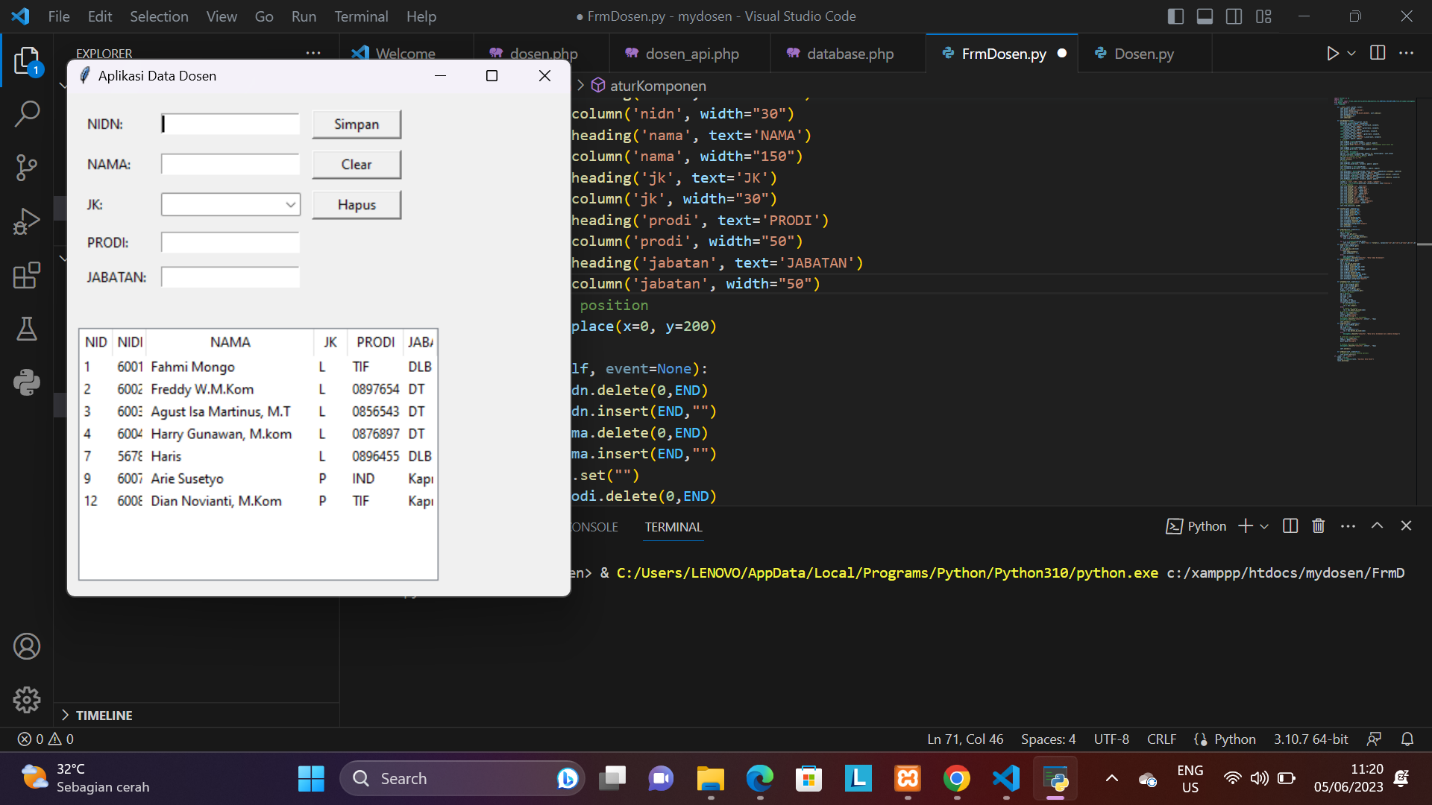 File Edit Selection View Go Run Terminal Help
● FrmDosen.py - mydosen - Visual Studio Code
EXPLORER ...
Welcome
dosen.php
dosen_api.php
database.php
FrmDosen.py
Dosen.py
1
> aturKomponen
Aplikasi Data Dosen
NIDN:
Simpan
NAMA:
Clear
JK:
Hapus
PRODI:
JABATAN:
NID NIDI NAMA JK PRODI JABA
1 6001 Fahmi Mongo L TIF DLB
2 6002 Freddy W.M.Kom L 0897654 DT
3 6003 Agust Isa Martinus, M.T L 0856543 DT
4 6004 Harry Gunawan, M.kom L 0876897 DT
7 5678 Haris L 0896455 DLB
9 6007 Arie Susetyo P IND Kap
12 6008 Dian Novianti, M.Kom P TIF Kap
column('nidn', width="30")
heading('nama', text='NAMA')
column('nama', width="150")
heading('jk', text='JK')
column('jk', width="30")
heading('prodi', text='PRODI')
column('prodi', width="50")
heading('jabatan', text='JABATAN')
column('jabatan', width="50")
position
place(x=0, y=200)
lf, event=None):
dn.delete(0,END)
dn.insert(END,"")
ma.delete(0,END)
ma.insert(END,"")
.set("")
odi.delete(0,END)
ONSOLE TERMINAL
Python
en> & C:/Users/LENOVO/AppData/Local/Programs/Python/Python310/python.exe c:/xamppp/htdocs/mydosen/FrmD
TIMELINE
0 0
Ln 71, Col 46 Spaces: 4 UTF-8 CRLF Python 3.10.7 64-bit
32°C
Sebagian cerah
Search
ENG
US
11:20
05/06/2023